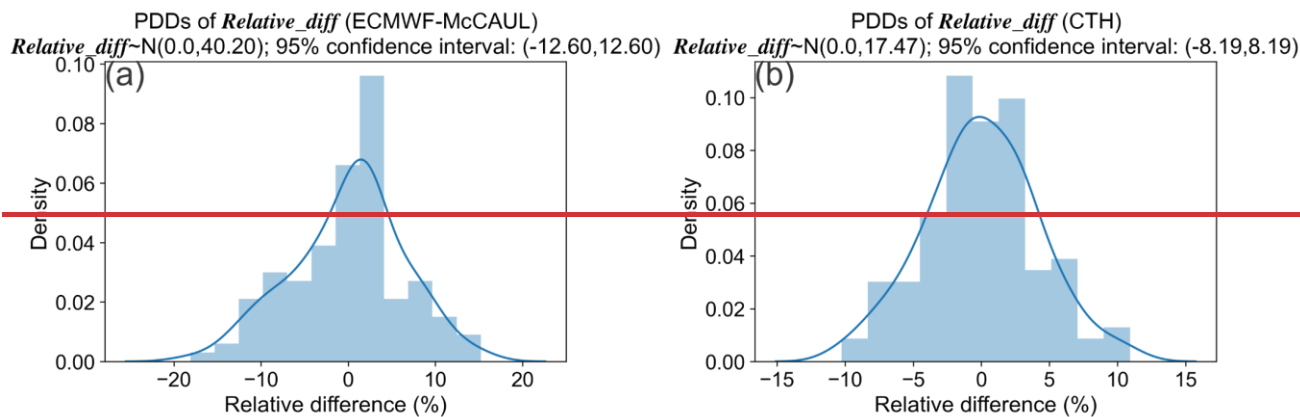 PDDs of Relative_diff (ECMWF-McCAUL)
Relative_diff~N(0.0,40.20); 95% confidence interval: (-12.60,12.60)
(a)
0.10
0.08
0.06
0.04
0.02
0.00
Density
−20 −10 0 10 20
Relative difference (%)
PDDs of Relative_diff (CTH)
Relative_diff~N(0.0,17.47); 95% confidence interval: (-8.19,8.19)
(b)
0.10
0.08
0.06
0.04
0.02
0.00
Density
−15 −10 −5 0 5 10 15
Relative difference (%)